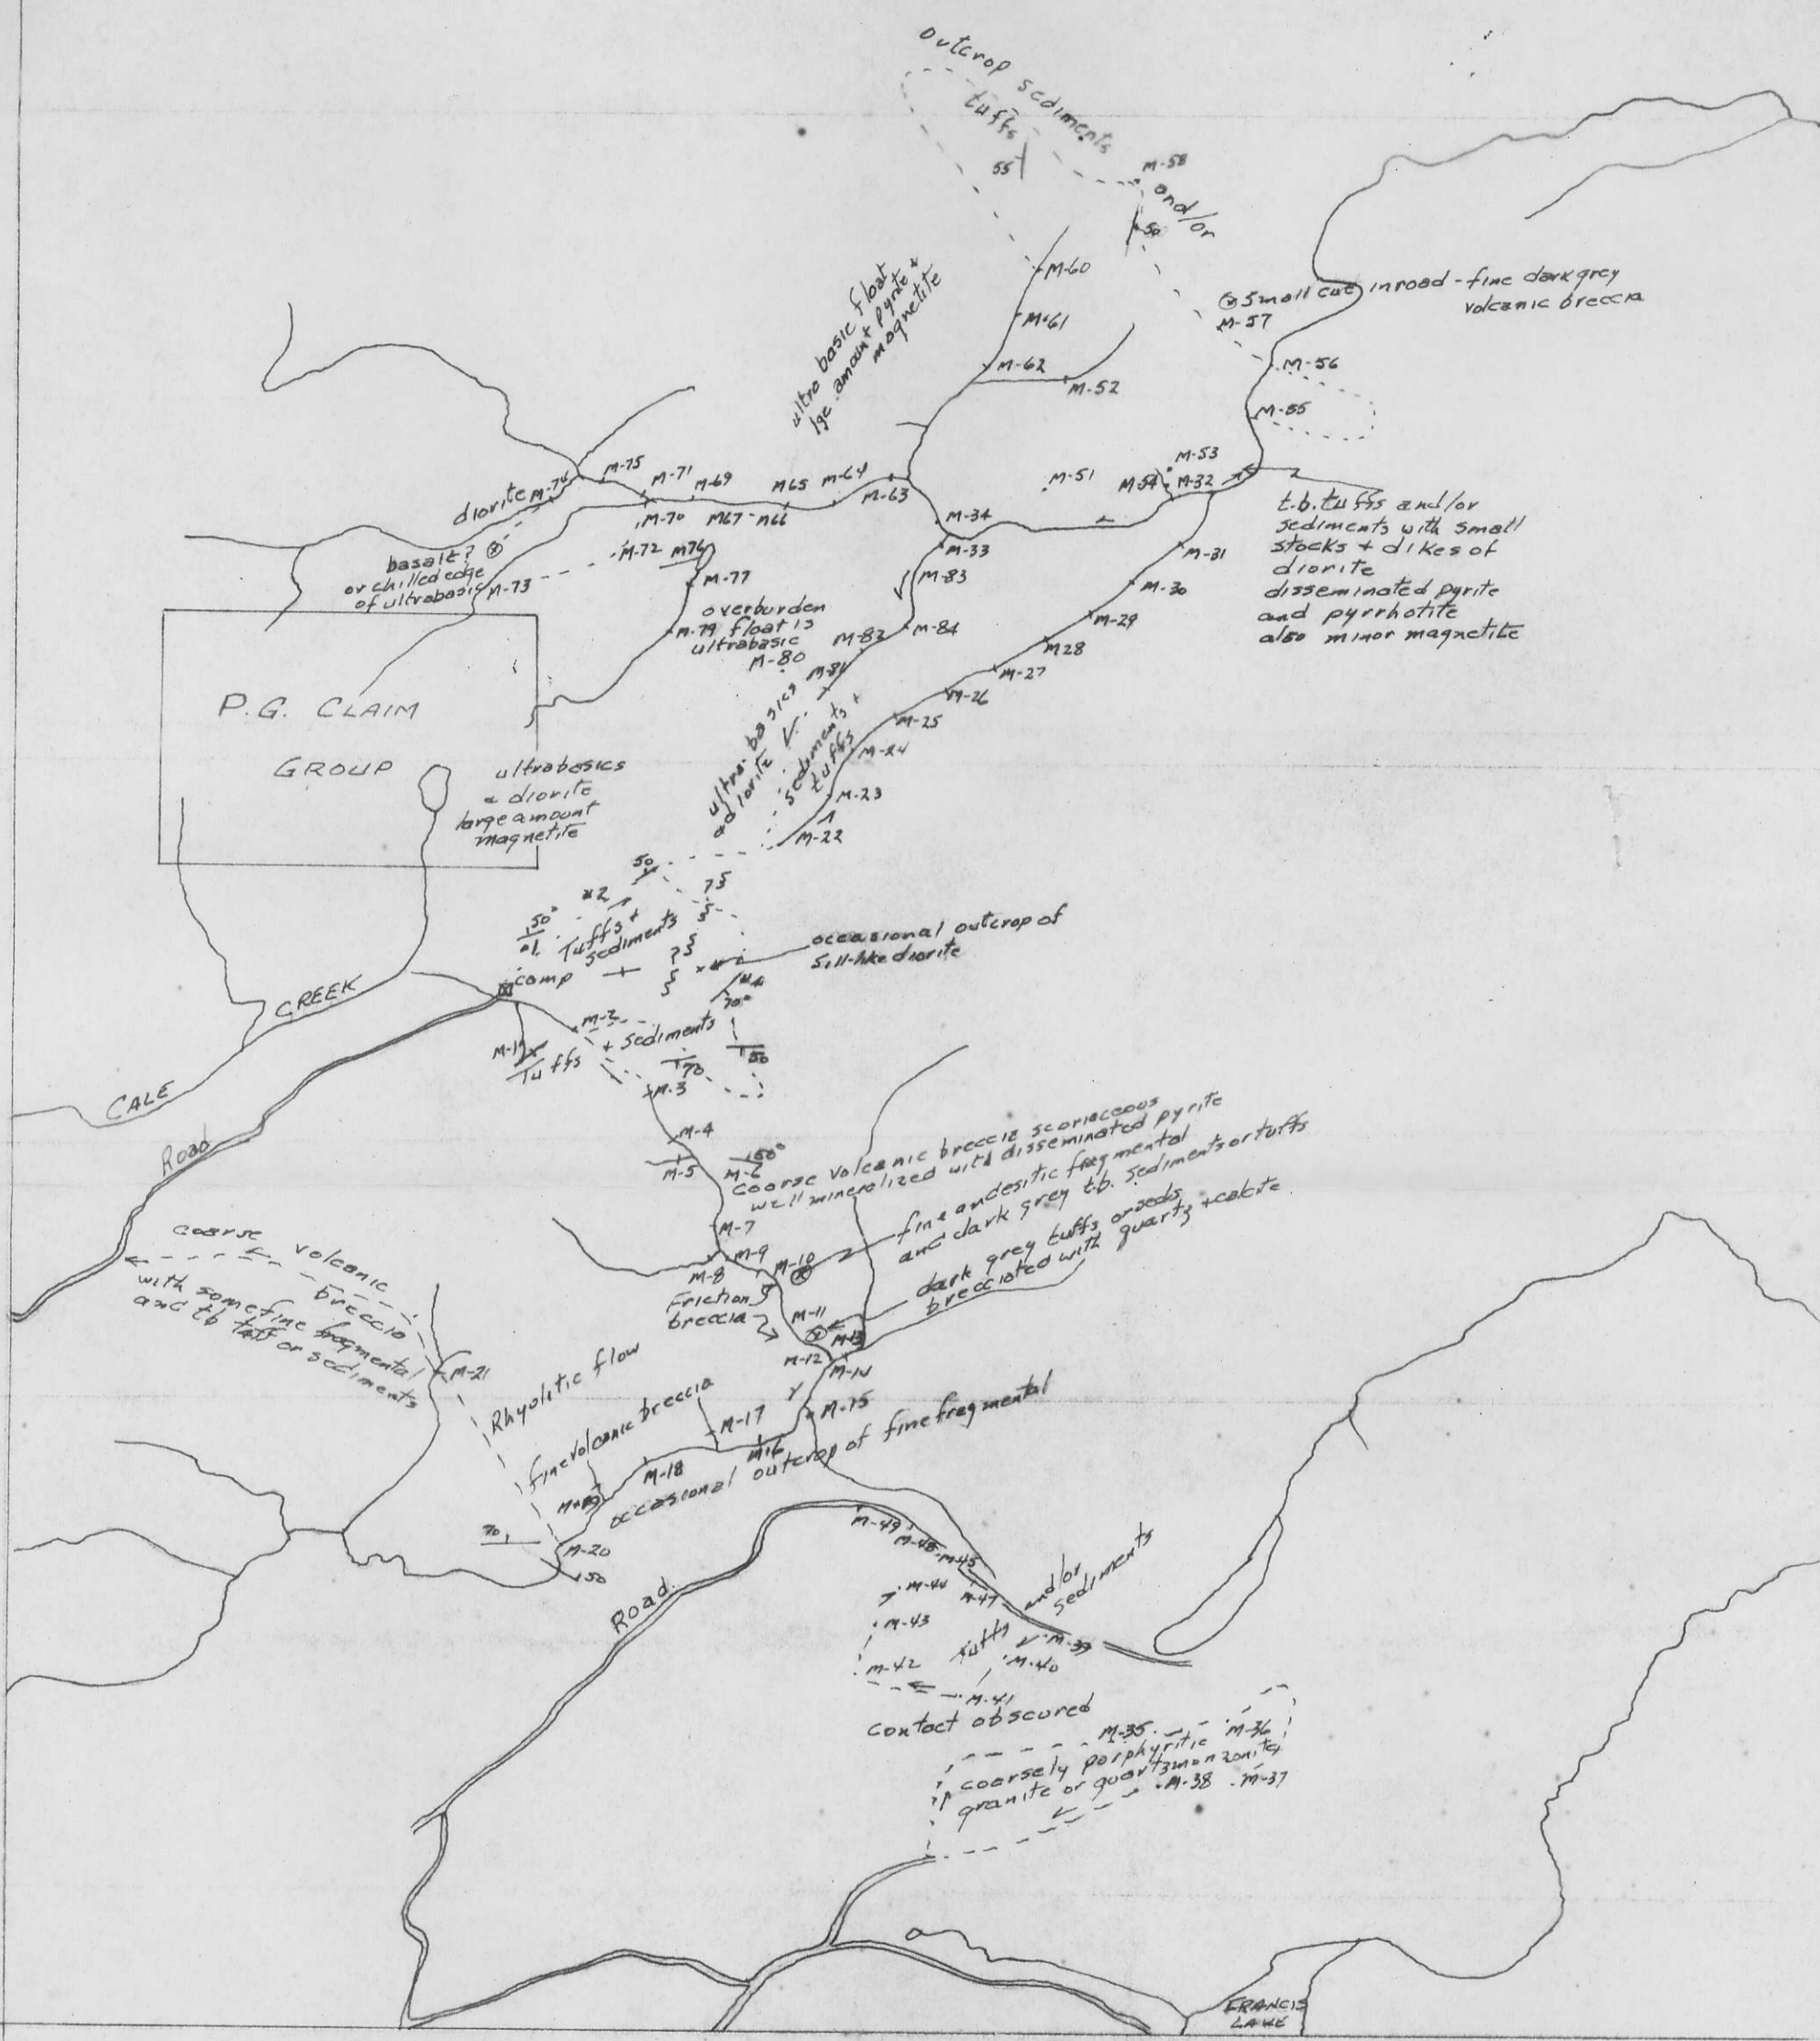 outcrop sediments
tuffs
55
M-58
and/or
50
M-60
ultra basic float
lge. amount pyrite +
magnetite
Small cut in road - fine dark grey
volcanic breccia
M-57
M-61
M-62
M-52
M-56
M-55
M-53
M-51
M-54
M-32
M-75
M-71
M-69
M65
M-64
M-63
diorite
M-74
M-70
M67
M66
M-34
t.b. tuffs and/or
sediments with small
stocks + dikes of
diorite
disseminated pyrite
and pyrrhotite
also minor magnetite
basalt?
or chilled edge
of ultrabasic
M-72
M76
M-33
M-31
M-73
M-77
M-83
M-30
overburden
M-79 float is
ultrabasic
M-80
M-82
M-84
M-29
M28
M-81
M-27
M-26
M-25
M-24
P.G. CLAIM
GROUP
ultrabasics
+ diorite
large amount
magnetite
ultra-basics
diorite
sediments +
tuffs
M-23
M-22
50
#2
?
50°
#1
Tuffs +
sediments
?
camp
occasional outcrop of
sill-like diorite
#4
70°
CREEK
M-2
Tuffs + sediments
M-1
70
50
M-3
CALE
Road
M-4
M-5
M-6
coarse volcanic breccia scoriaceous
well mineralized with disseminated pyrite
fine andesitic fragmental
and dark grey t.b. sediments or tuffs
dark grey tuffs or seds
brecciated with quartz + calcite
M-7
M-9
M-8
M-10
Friction
breccia
M-11
M-13
M-12
M-14
coarse volcanic
breccia
with some fine fragmental
and tb tuff or sediments
M-21
Rhyolitic flow
fine volcanic breccia
M-17
M-15
M16
M-18
M-19
occasional outcrop of fine fragmental
70
M-20
50
Road
M-49
M-48
M-45
M-44
M-47
and/or
sediments
M-43
tuffs
M-39
M-42
M-40
M-41
contact obscured
M-35
M-36
coarsely porphyritic
granite or quartz monzonite
M-38
M-37
FRANCIS
LAKE